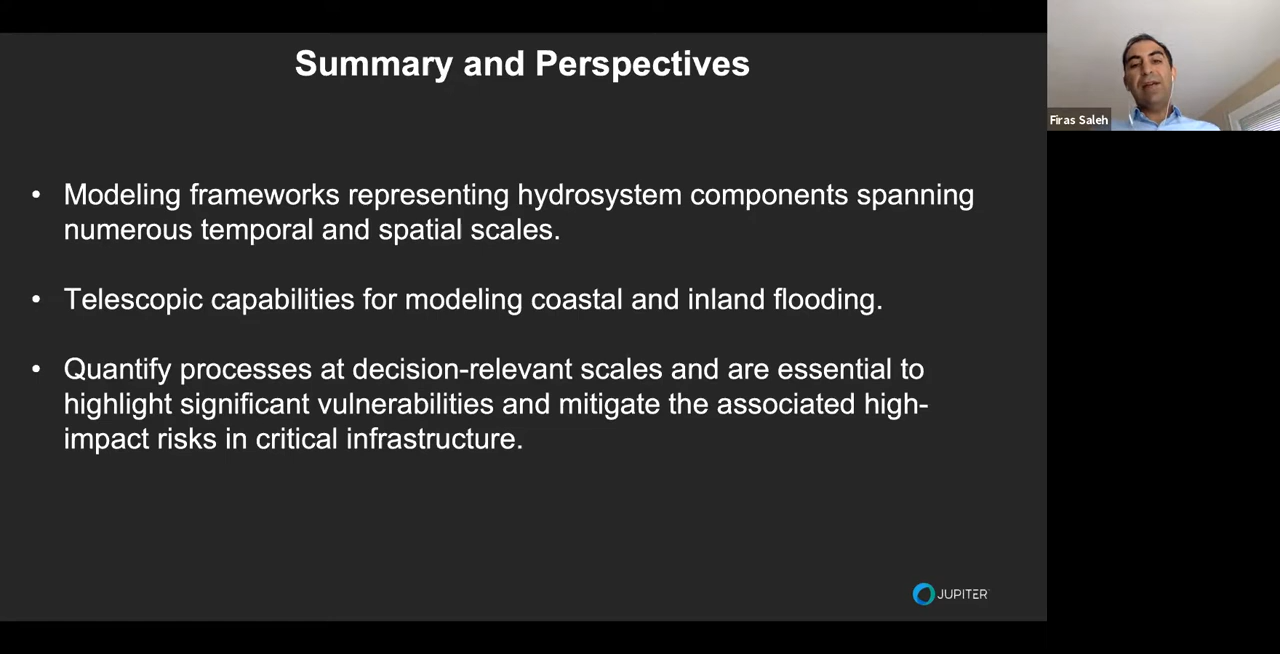 Summary and Perspectives
Firas Saleh
• Modeling frameworks representing hydrosystem components spanning
numerous temporal and spatial scales.
• Telescopic capabilities for modeling coastal and inland flooding.
• Quantify processes at decision-relevant scales and are essential to
highlight significant vulnerabilities and mitigate the associated high-
impact risks in critical infrastructure.
JUPITER